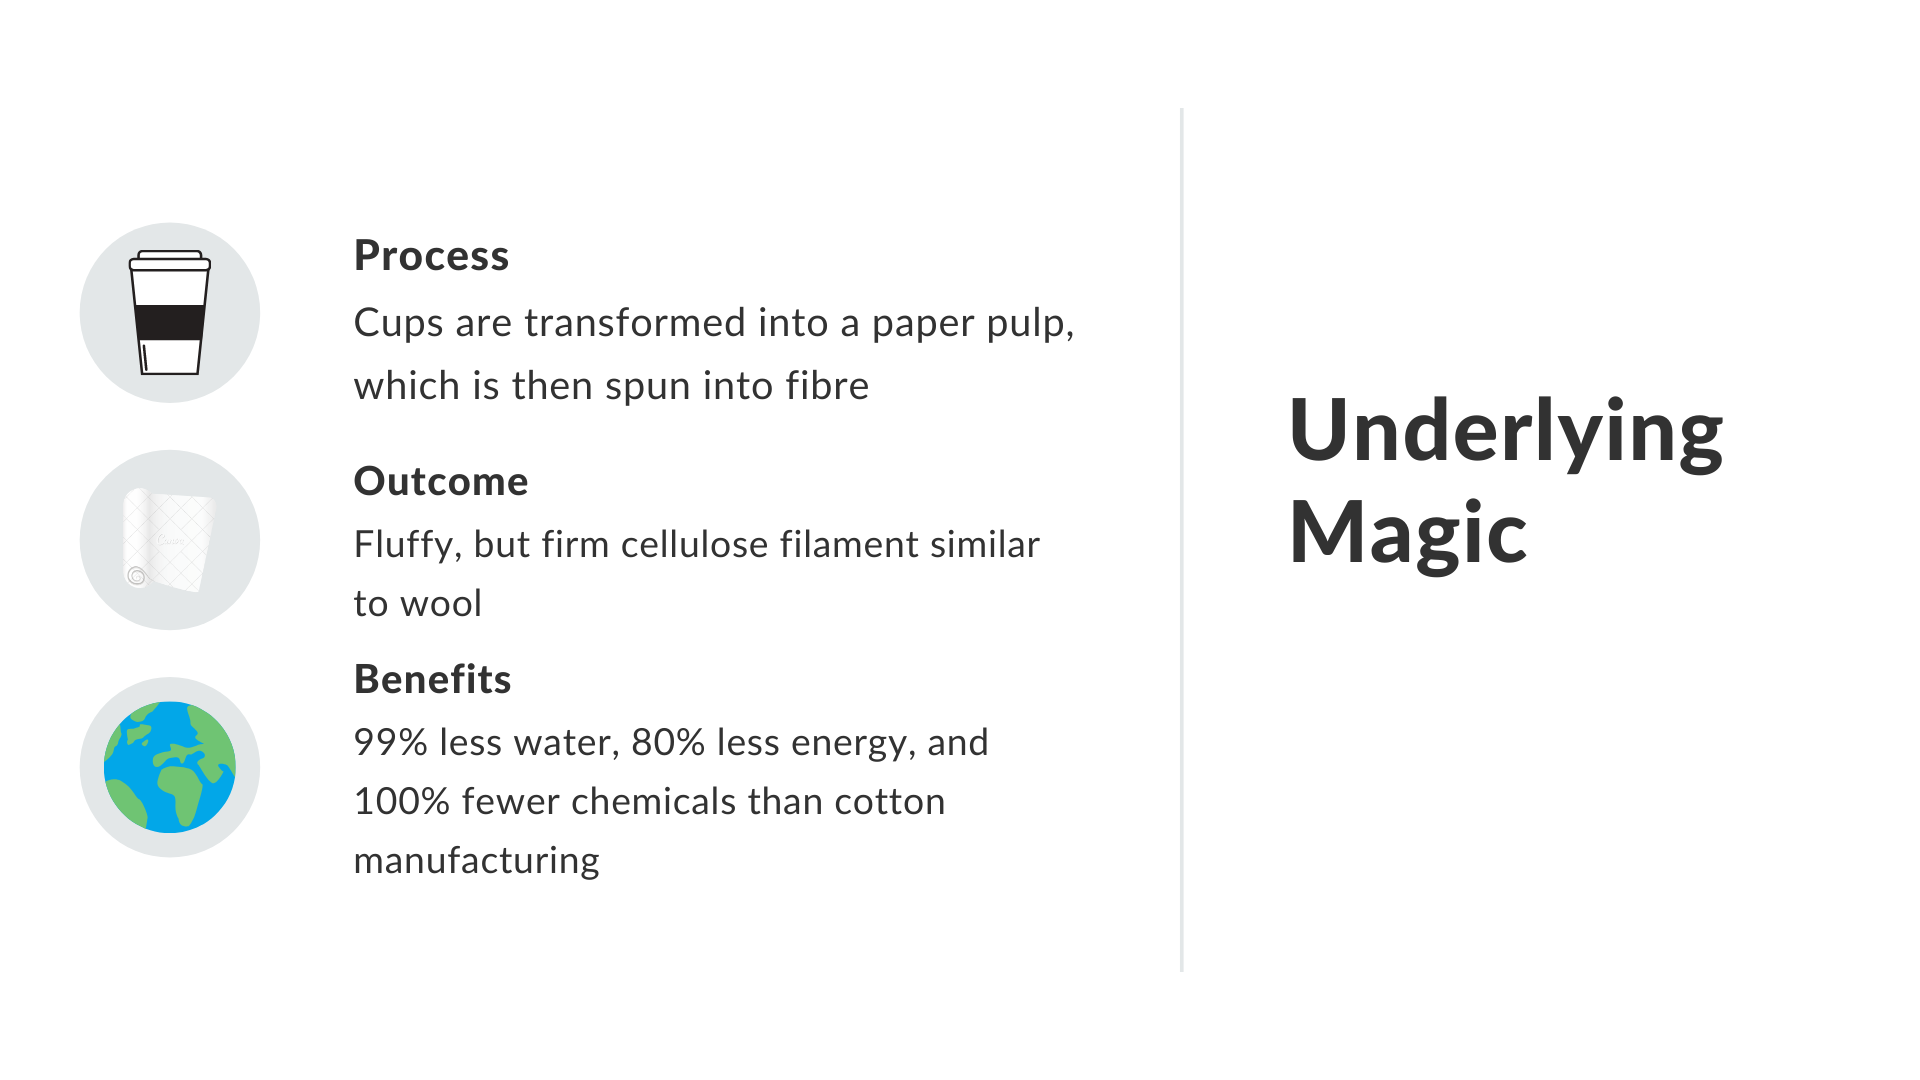 Process
Cups are transformed into a paper pulp,
which is then spun into fibre
Outcome
Fluffy, but firm cellulose filament similar
to wool
Benefits
99% less water, 80% less energy, and
100% fewer chemicals than cotton
manufacturing
Underlying
Magic
Canva